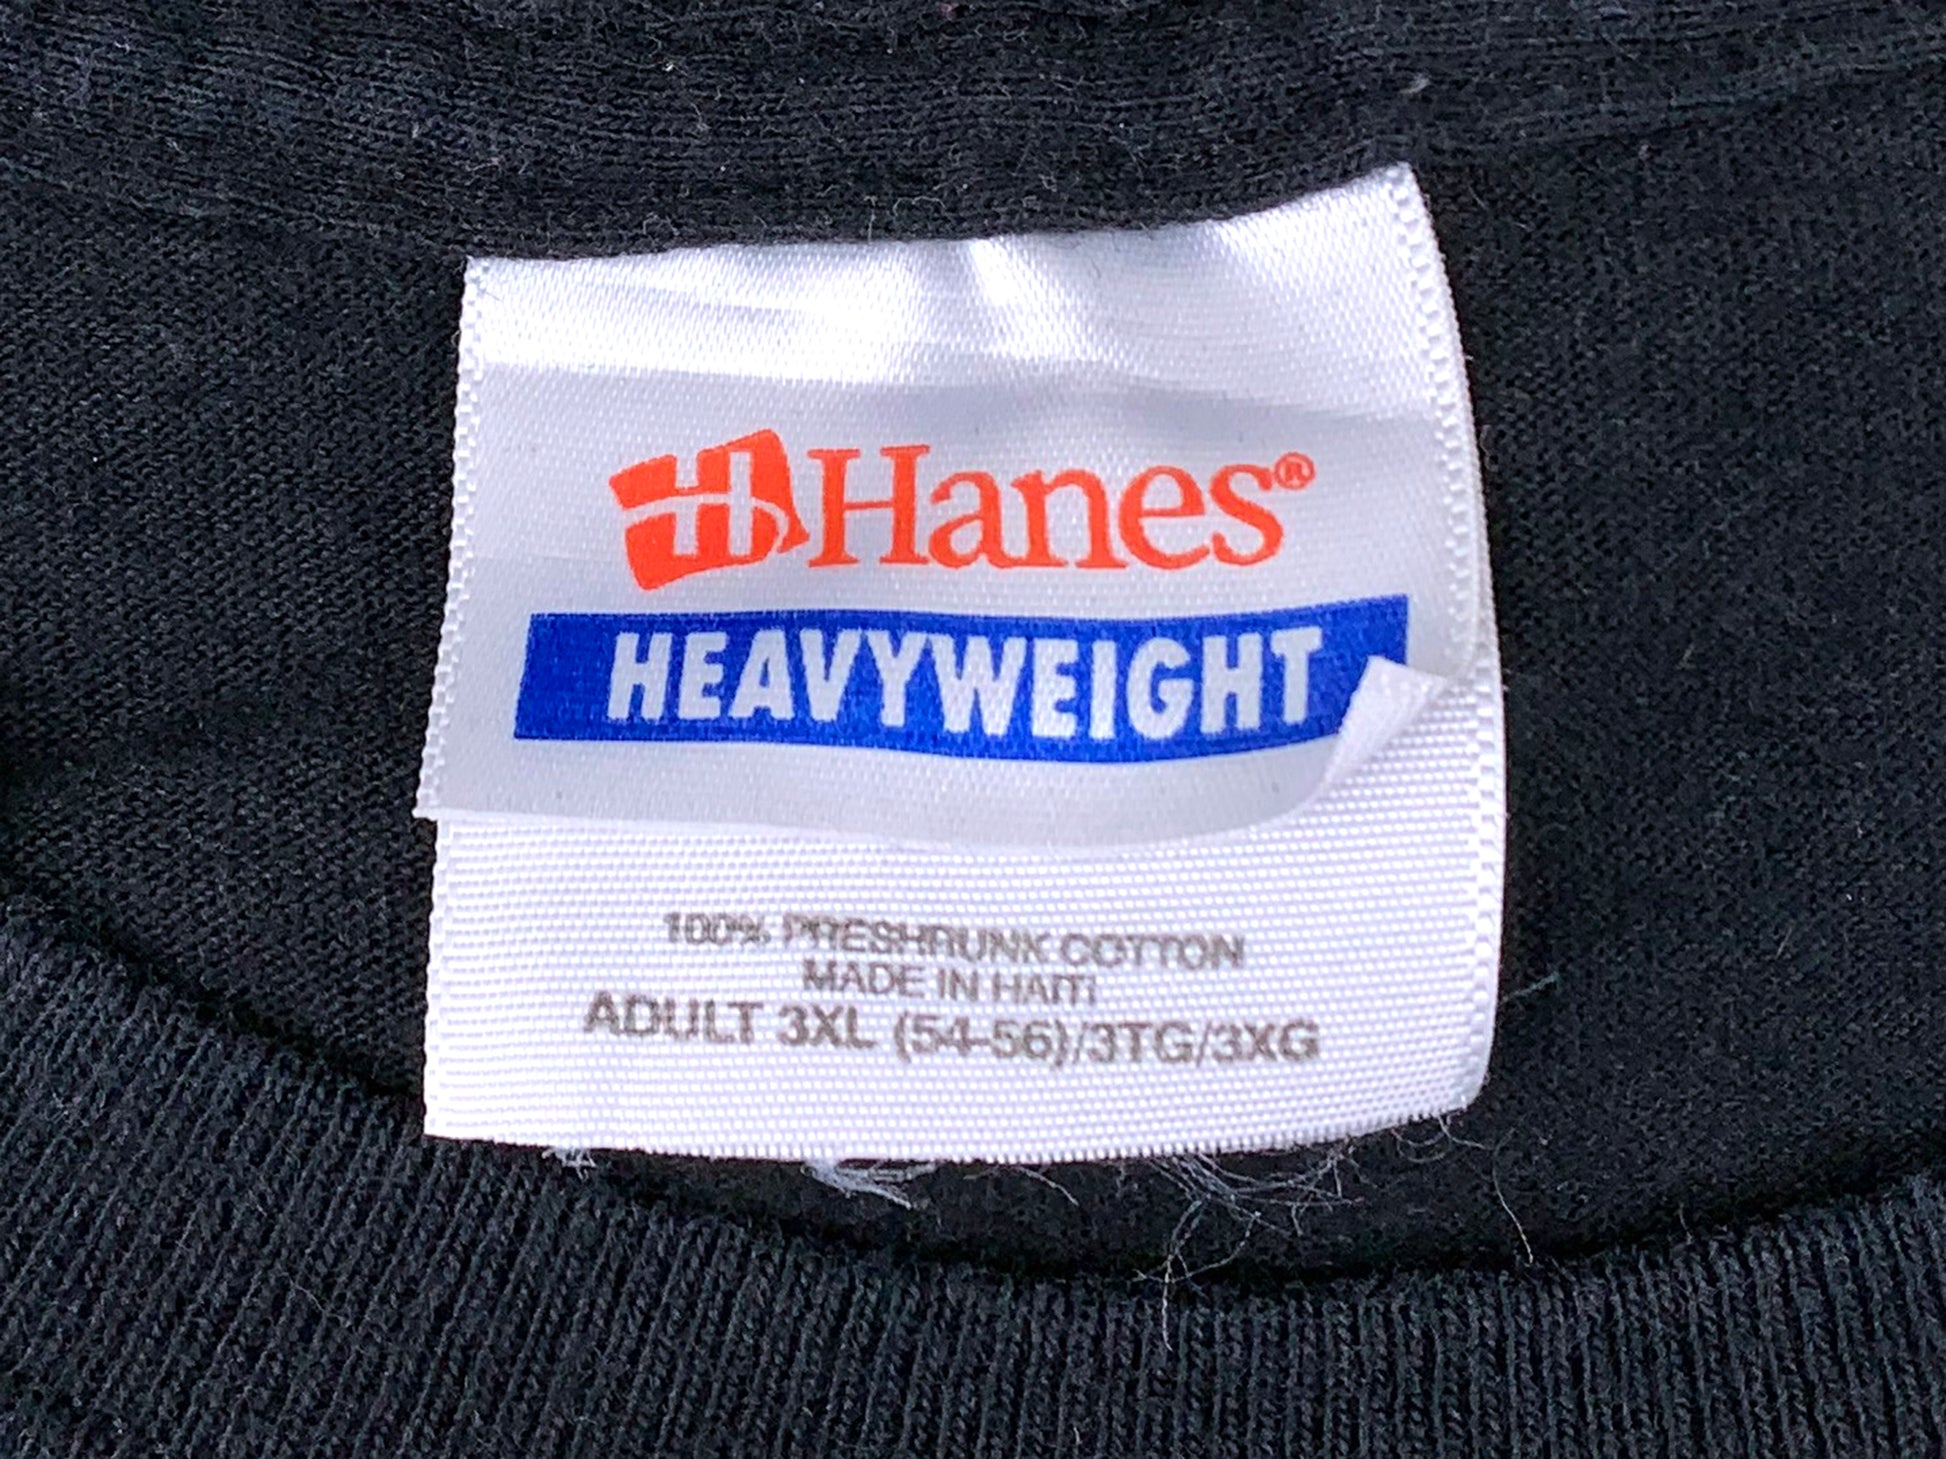 H Hanes®
HEAVYWEIGHT
100% PRESHRUNK COTTON
MADE IN HAITI
ADULT 3XL (54-56)/3TG/3XG